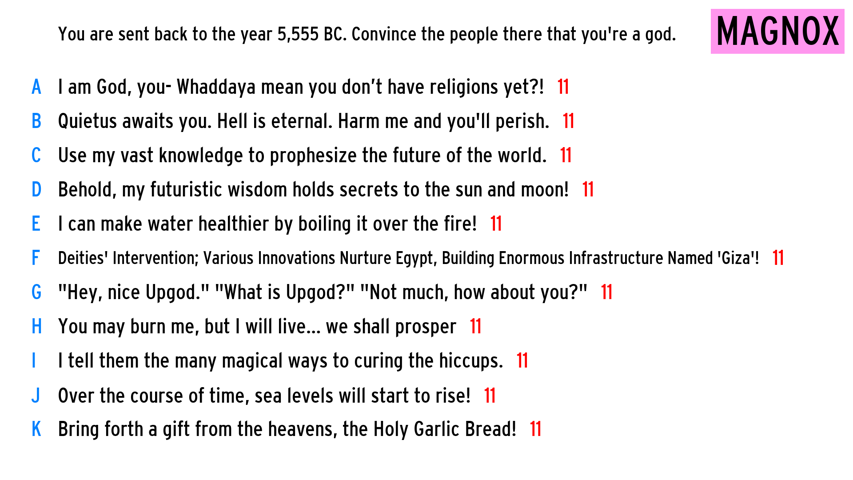 You are sent back to the year 5,555 BC. Convince the people there that you're a god.
MAGNOX
A I am God, you- Whaddaya mean you don’t have religions yet?! 11
B Quietus awaits you. Hell is eternal. Harm me and you'll perish. 11
C Use my vast knowledge to prophesize the future of the world. 11
D Behold, my futuristic wisdom holds secrets to the sun and moon! 11
E I can make water healthier by boiling it over the fire! 11
F Deities' Intervention; Various Innovations Nurture Egypt, Building Enormous Infrastructure Named 'Giza'! 11
G "Hey, nice Upgod." "What is Upgod?" "Not much, how about you?" 11
H You may burn me, but I will live... we shall prosper 11
I I tell them the many magical ways to curing the hiccups. 11
J Over the course of time, sea levels will start to rise! 11
K Bring forth a gift from the heavens, the Holy Garlic Bread! 11